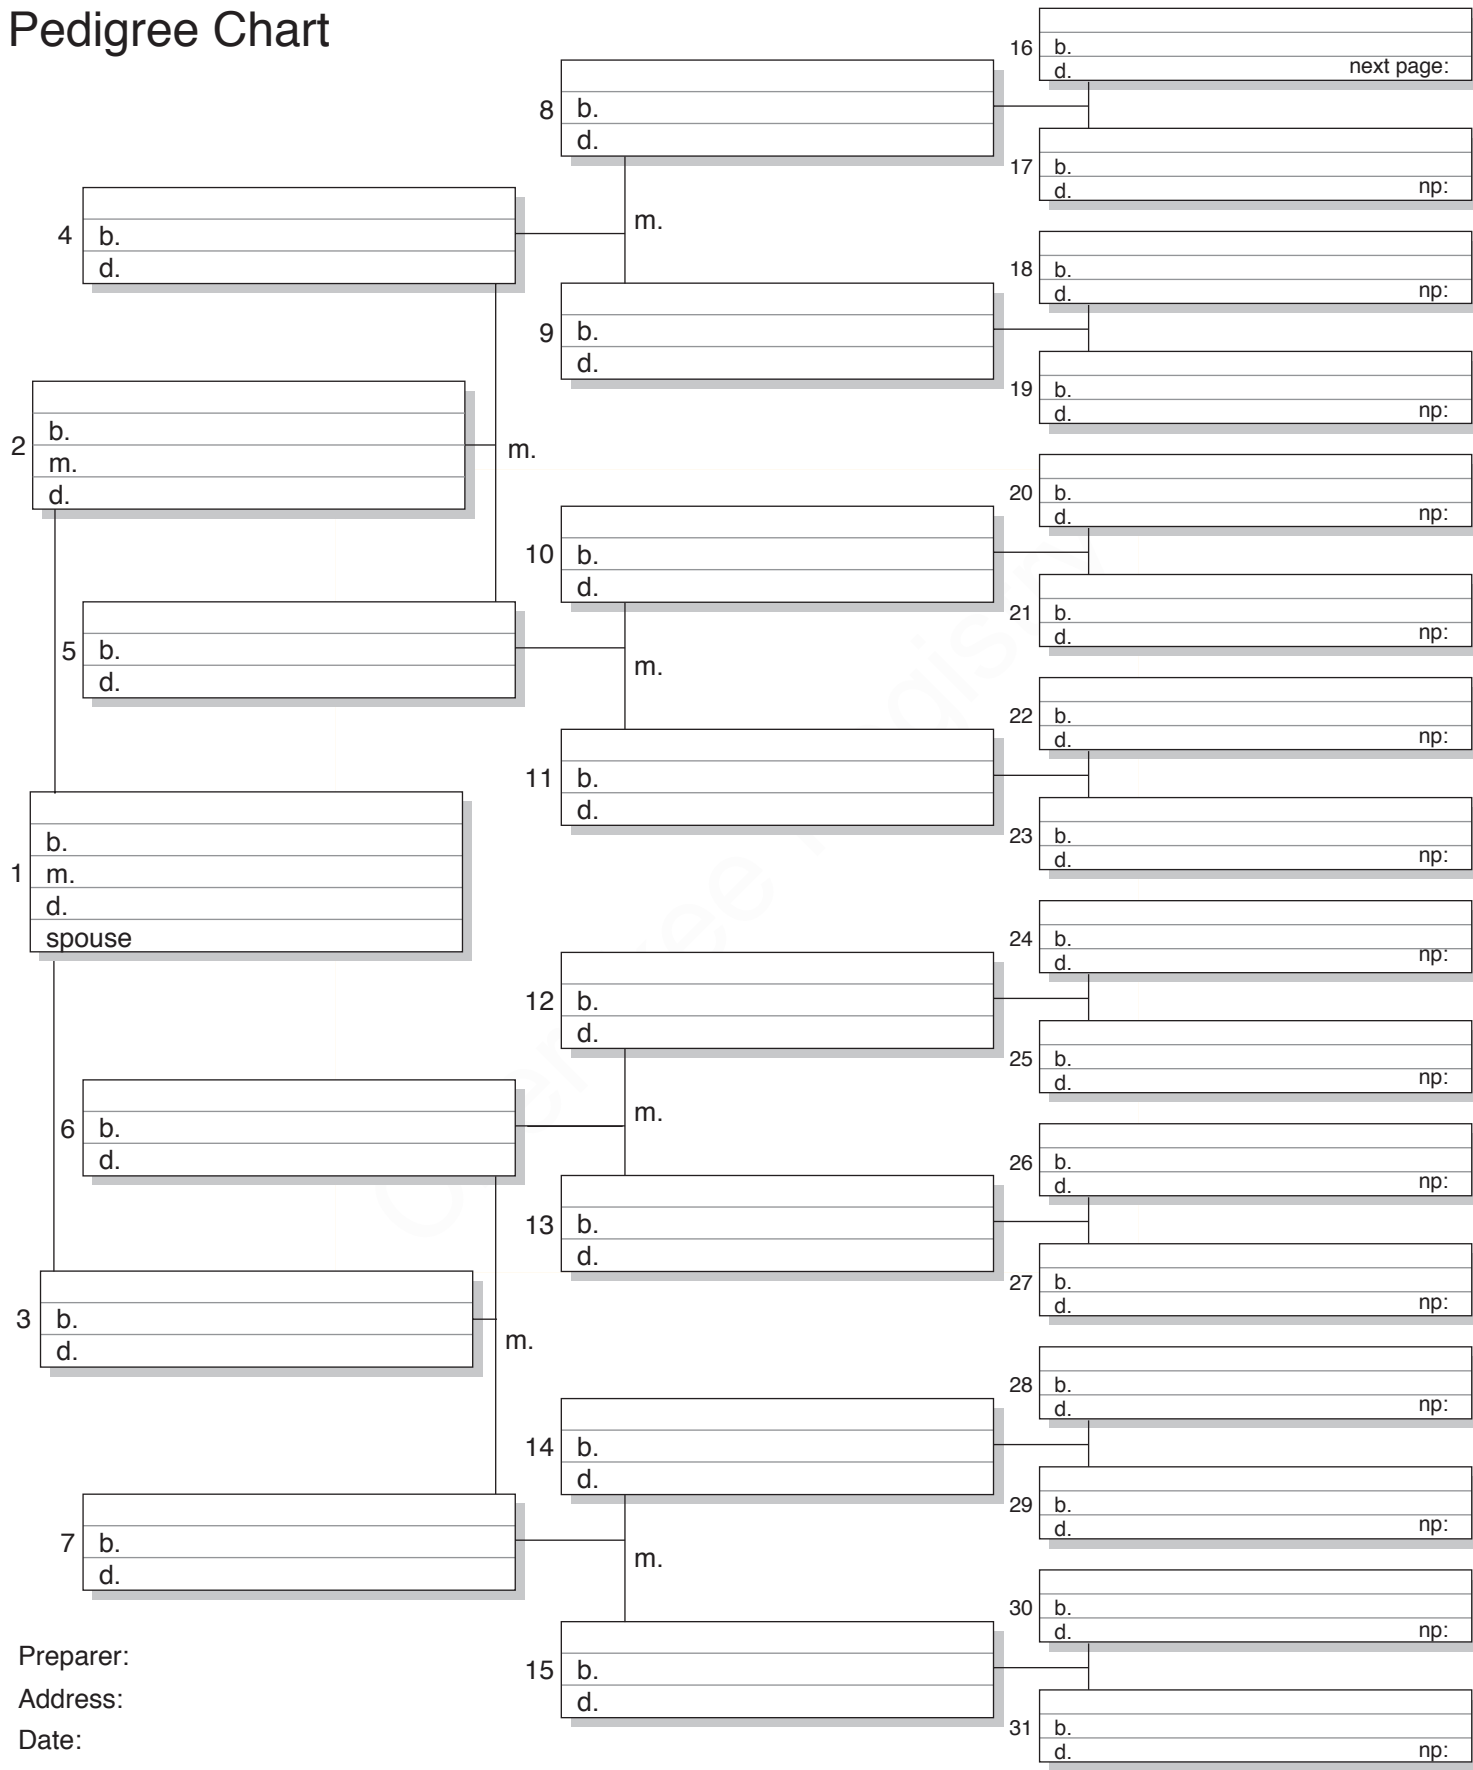 Pedigree Chart
1
b.
m.
d.
spouse
2
b.
m.
d.
m.
3
b.
d.
m.
4
b.
d.
m.
5
b.
d.
m.
6
b.
d.
m.
7
b.
d.
m.
8
b.
d.
9
b.
d.
10
b.
d.
11
b.
d.
12
b.
d.
13
b.
d.
14
b.
d.
15
b.
d.
16
b.
d. next page:
17
b.
d. np:
18
b.
d. np:
19
b.
d. np:
20
b.
d. np:
21
b.
d. np:
22
b.
d. np:
23
b.
d. np:
24
b.
d. np:
25
b.
d. np:
26
b.
d. np:
27
b.
d. np:
28
b.
d. np:
29
b.
d. np:
30
b.
d. np:
31
b.
d. np:
Preparer:
Address:
Date: